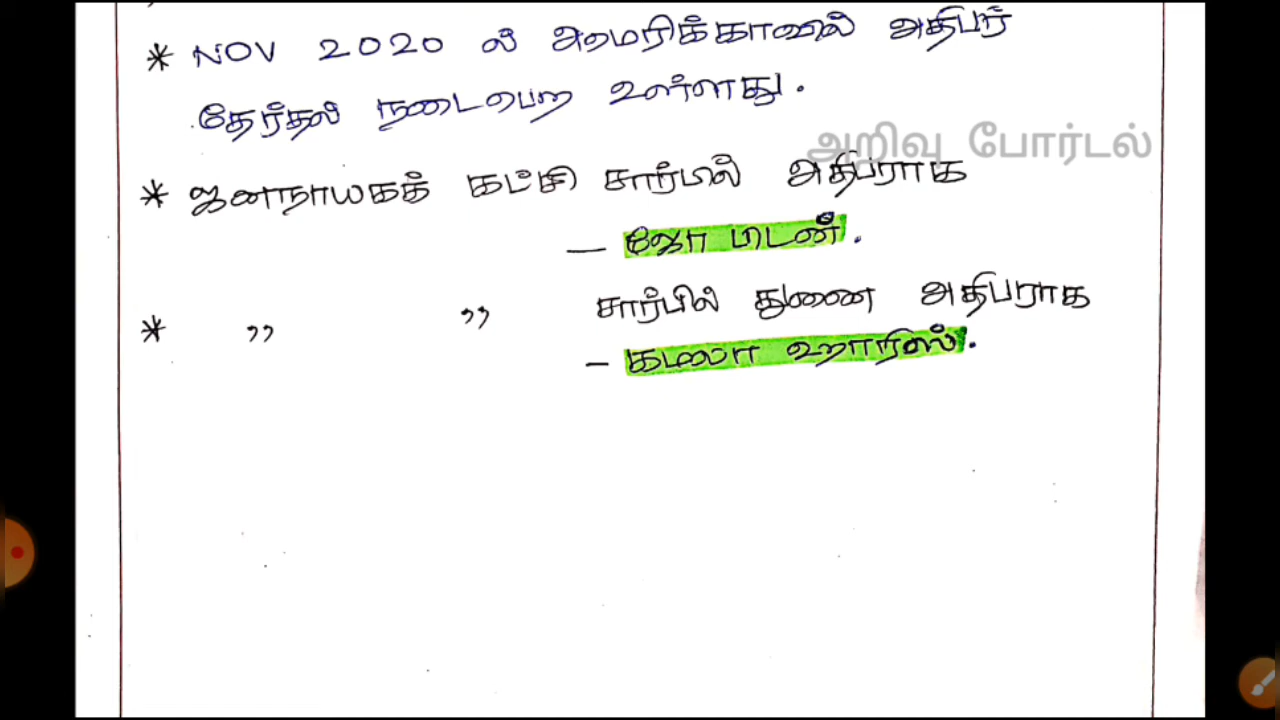 * NOV 2020 ல் அமெரிக்காவில் அதிபர்
தேர்தல் நடைபெற உள்ளது.
அறிவு போர்டல்
* ஜனநாயகக் கட்சி சார்பில் அதிபராக
— ஜோ பிடன்.
* ,, ,, சார்பில் துணை அதிபராக
– கமலா ஹாரிஸ்.